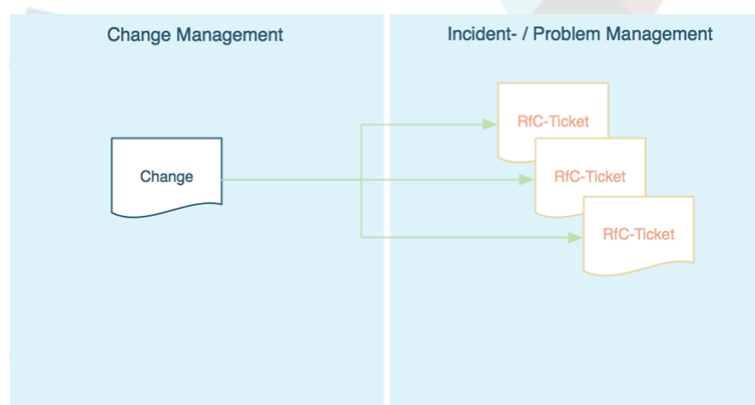 Change Management
Incident- / Problem Management
RfC-Ticket
Change
RfC-Ticket
RfC-Ticket